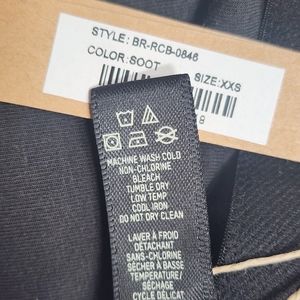 STYLE: BR-RCB-0846
COLOR: SOOT
SIZE: XXS
8
MACHINE WASH COLD
NON-CHLORINE
BLEACH
TUMBLE DRY
LOW TEMP
COOL IRON
DO NOT DRY CLEAN
LAVER À FROID
DÉTACHANT
SANS-CHLORINE
SÉCHER À BASSE
TEMPÉRATURE/
SÉCHAGE
CYCLE DÉLICAT